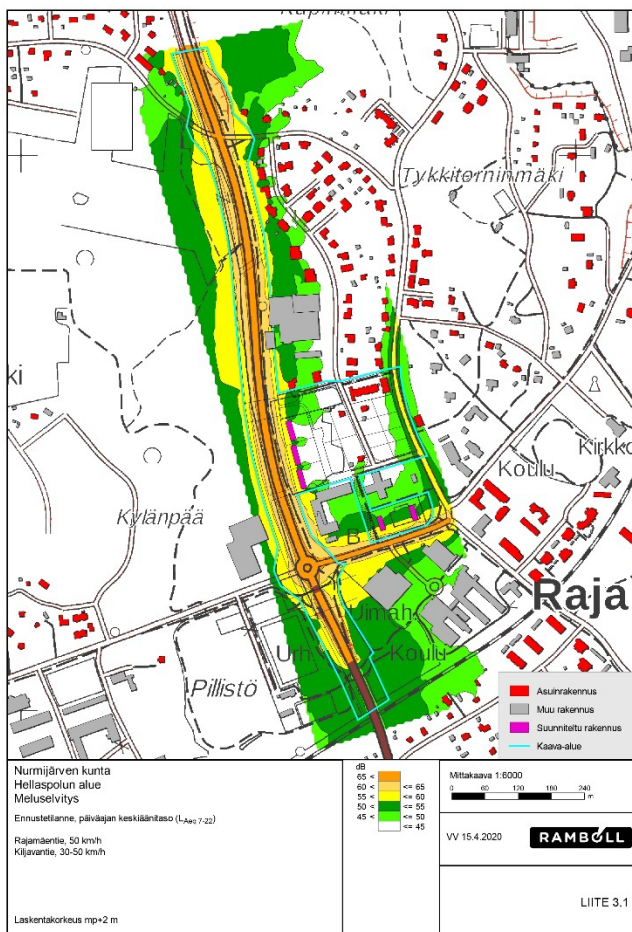 Rapinmäki
Tykkitorninmäki
ki
Kirkko
Koulu
Kylänpää
B
Raja
Uimah.
Urh.
Koulu
Pillistö
Asuinrakennus
Muu rakennus
Suunniteltu rakennus
Kaava-alue
Nurmijärven kunta
Hellaspolun alue
Meluselvitys
Ennustetilanne, päiväajan keskiäänitaso (LAeq 7-22)
Rajamäentie, 50 km/h
Kiljavantie, 30-50 km/h
Laskentakorkeus mp+2 m
dB
65 <
60 < <= 65
55 < <= 60
50 < <= 55
45 < <= 50
<= 45
Mittakaava 1:6000
0 60 120 180 240
m
VV 15.4.2020
RAMBOLL
LIITE 3.1